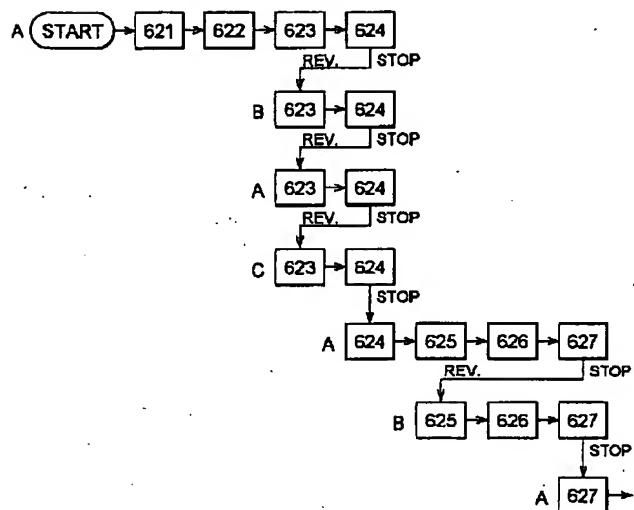 A START 621 622 623 624
REV. STOP
B 623 624
REV. STOP
A 623 624
REV. STOP
C 623 624
STOP
A 624 625 626 627
REV. STOP
B 625 626 627
STOP
A 627